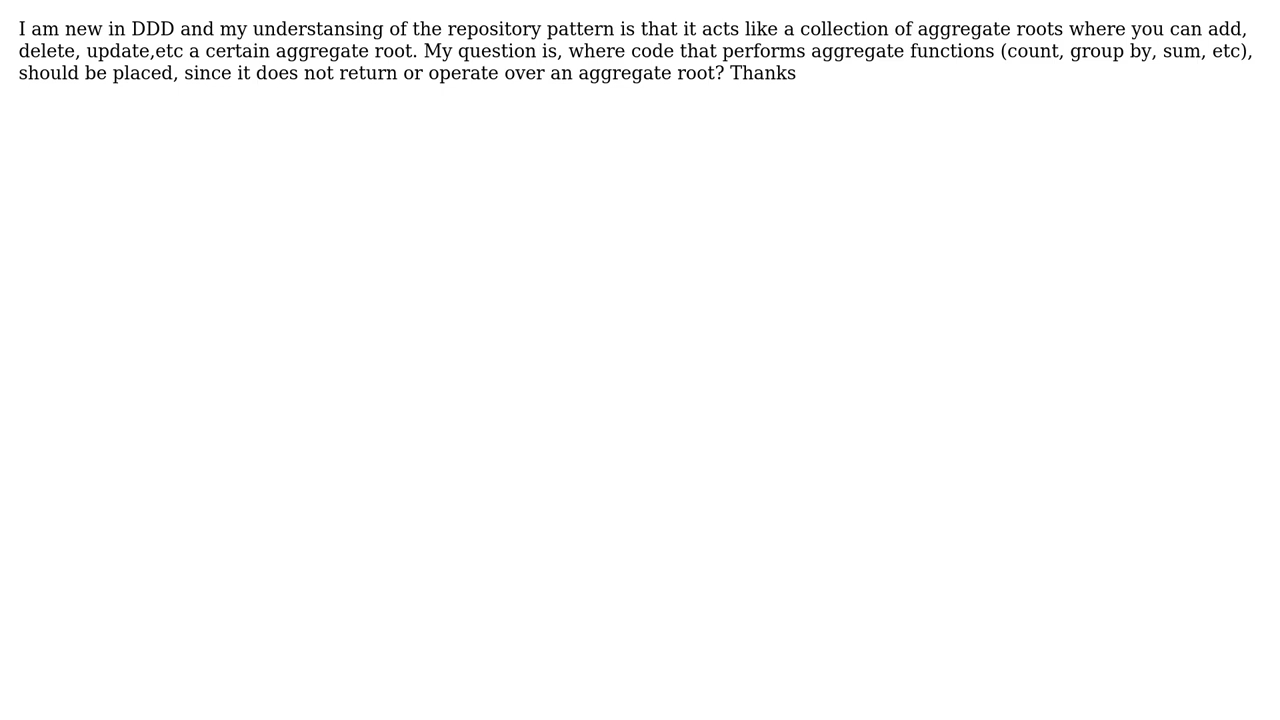 I am new in DDD and my understansing of the repository pattern is that it acts like a collection of aggregate roots where you can add,
delete, update,etc a certain aggregate root. My question is, where code that performs aggregate functions (count, group by, sum, etc),
should be placed, since it does not return or operate over an aggregate root? Thanks